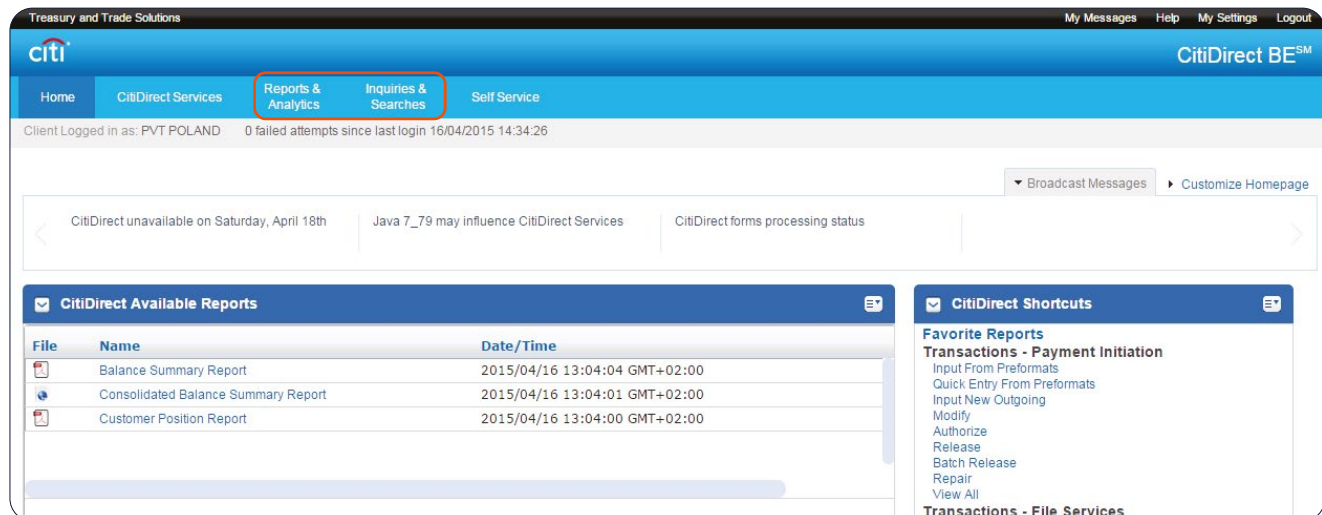 Treasury and Trade Solutions
My Messages Help My Settings Logout
citi
CitiDirect BE℠
Home CitiDirect Services Reports & Analytics Inquiries & Searches Self Service
Client Logged in as: PVT POLAND 0 failed attempts since last login 16/04/2015 14:34:26
Broadcast Messages Customize Homepage
CitiDirect unavailable on Saturday, April 18th Java 7_79 may influence CitiDirect Services CitiDirect forms processing status
CitiDirect Available Reports
File Name Date/Time
Balance Summary Report 2015/04/16 13:04:04 GMT+02:00
Consolidated Balance Summary Report 2015/04/16 13:04:01 GMT+02:00
Customer Position Report 2015/04/16 13:04:00 GMT+02:00
CitiDirect Shortcuts
Favorite Reports
Transactions - Payment Initiation
Input From Preformats
Quick Entry From Preformats
Input New Outgoing
Modify
Authorize
Release
Batch Release
Repair
View All
Transactions - File Services